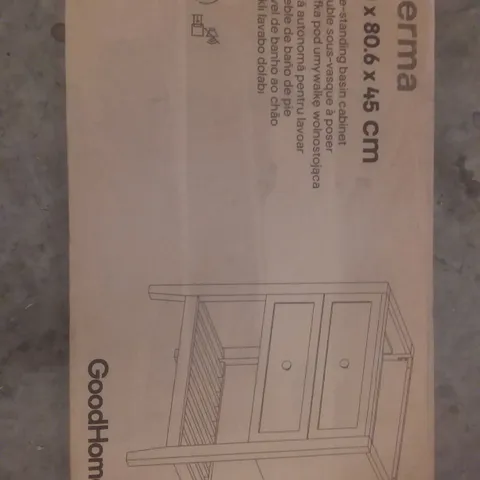 erma
x 80.6 x 45 cm
e-standing basin cabinet
uble sous-vasque à poser
fka pod umywalkę wolnostojąca
ă autonomă pentru lavoar
eble de baño de pie
vel de banho ao chão
klı lavabo dolabı
GoodHom